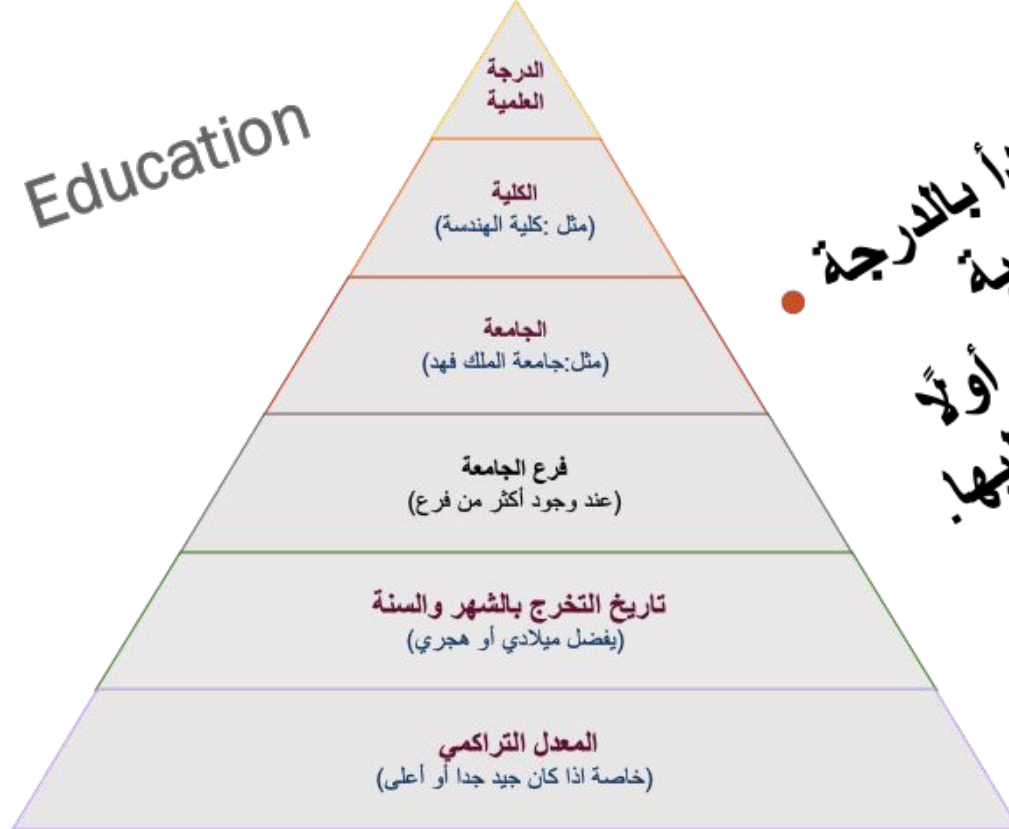 Education
الدرجة
العلمية
الكلية
(مثل :كلية الهندسة)
الجامعة
(مثل:جامعة الملك فهد)
فرع الجامعة
(عند وجود أكثر من فرع)
تاريخ التخرج بالشهر والسنة
(يفضل ميلادي أو هجري)
المعدل التراكمي
(خاصة اذا كان جيد جدا أو أعلى)
بالدرجة
أولًا